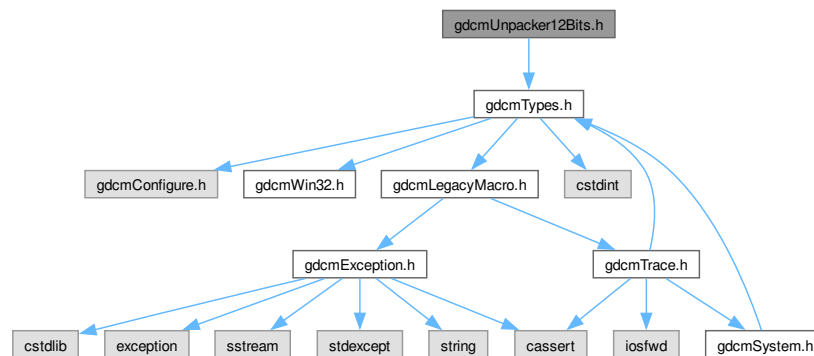 gdcmUnpacker12Bits.h
gdcmTypes.h
gdcmConfigure.h
gdcmWin32.h
gdcmLegacyMacro.h
cstdint
gdcmException.h
gdcmTrace.h
cstdlib
exception
sstream
stdexcept
string
cassert
iosfwd
gdcmSystem.h